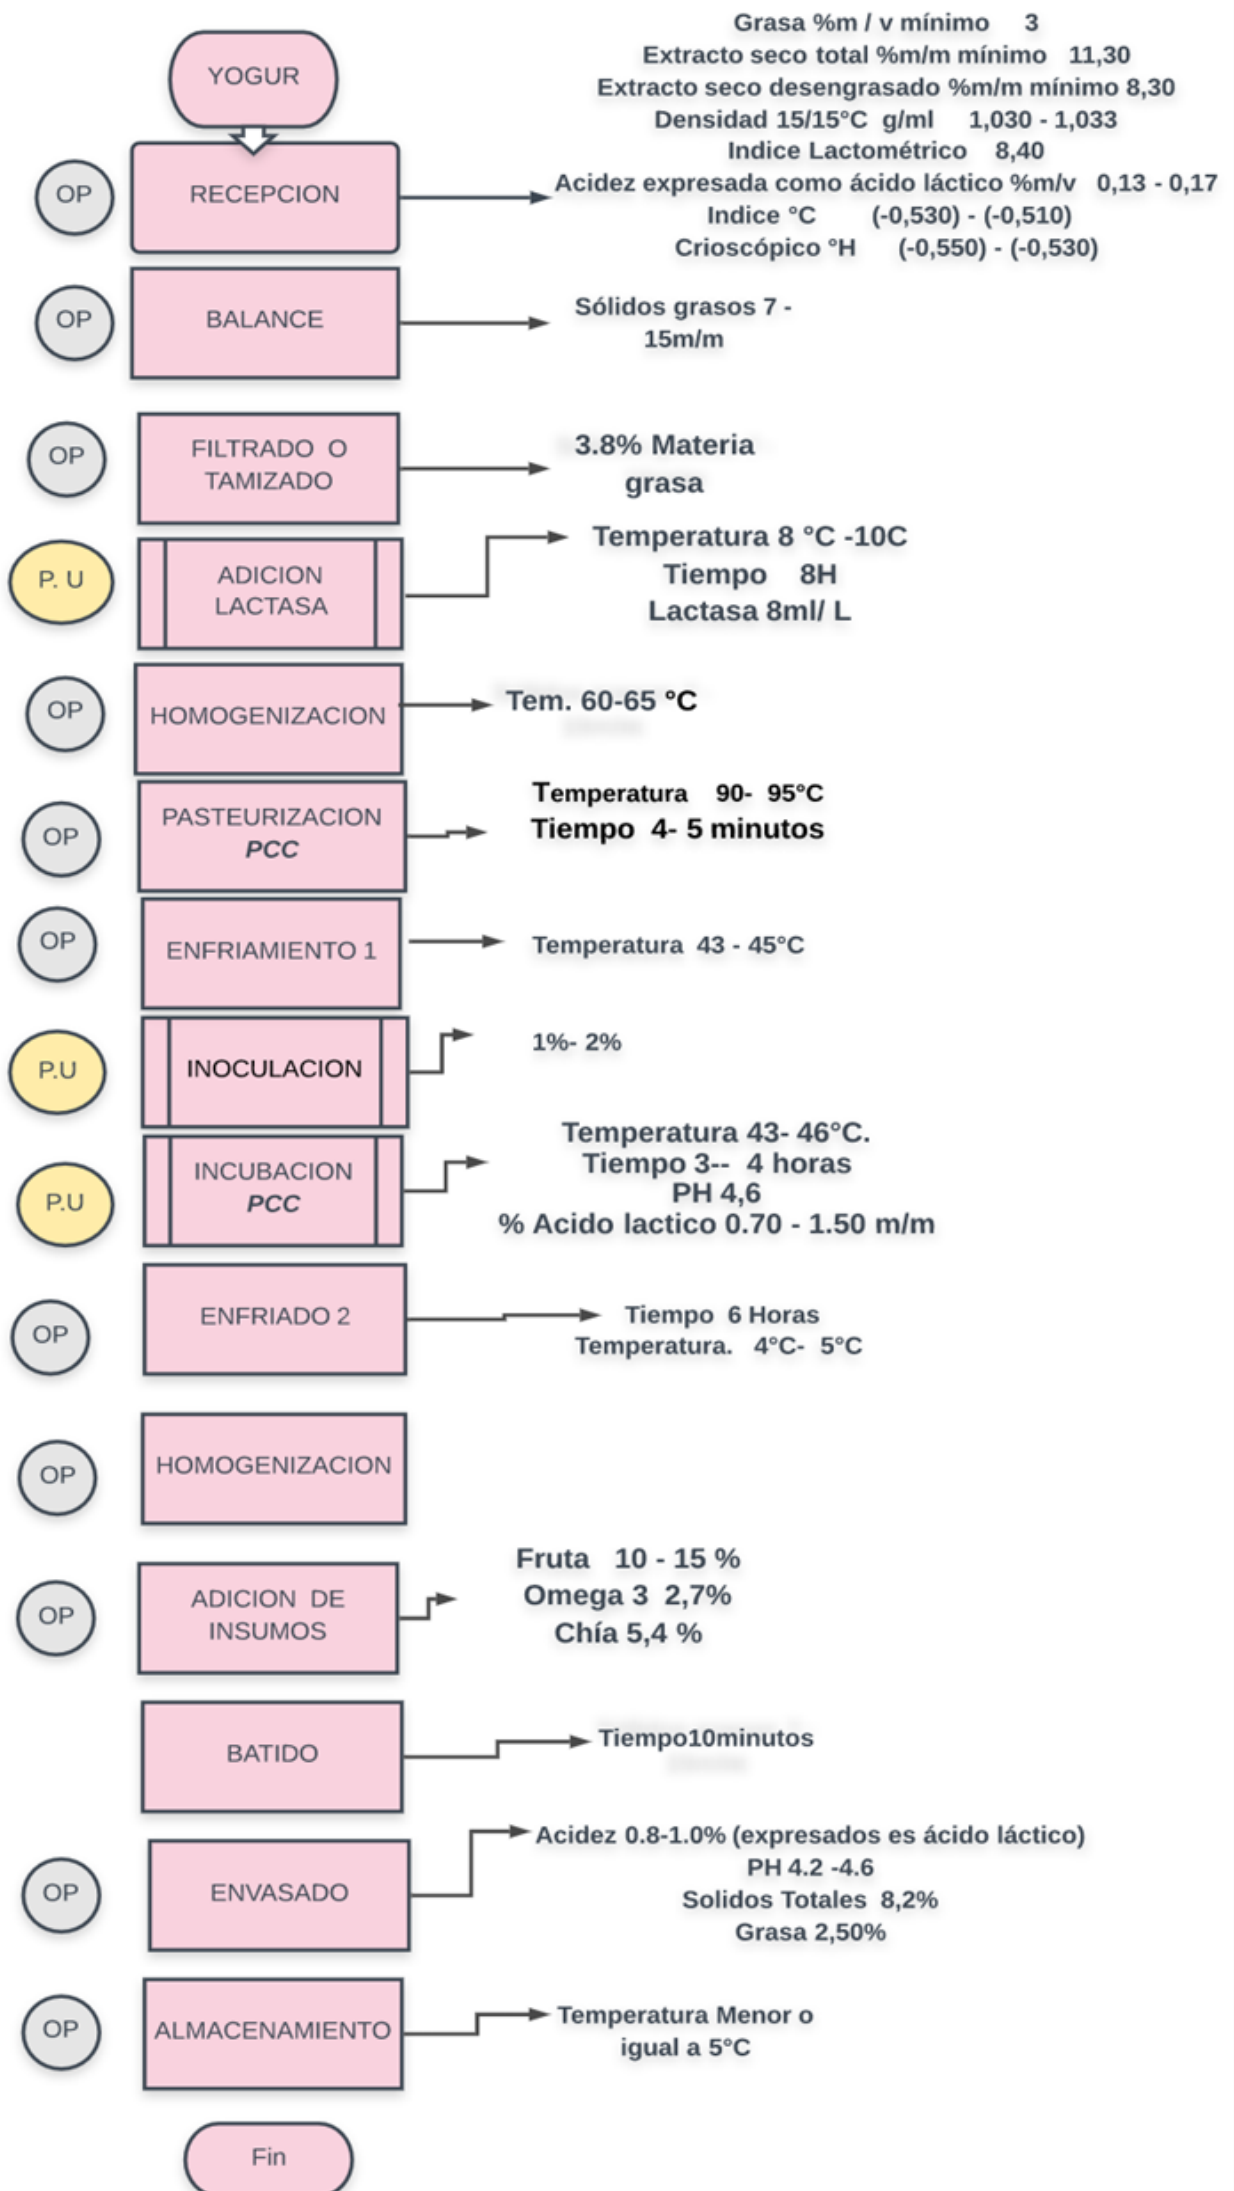 YOGUR
Grasa %m / v mínimo 3
Extracto seco total %m/m mínimo 11,30
Extracto seco desengrasado %m/m mínimo 8,30
Densidad 15/15°C g/ml 1,030 - 1,033
Indice Lactométrico 8,40
Acidez expresada como ácido láctico %m/v 0,13 - 0,17
Indice °C (-0,530) - (-0,510)
Crioscópico °H (-0,550) - (-0,530)
OP
RECEPCION
OP
BALANCE
Sólidos grasos 7 -
15m/m
OP
FILTRADO O
TAMIZADO
3.8% Materia
grasa
P. U
ADICION
LACTASA
Temperatura 8 °C -10C
Tiempo 8H
Lactasa 8ml/ L
OP
HOMOGENIZACION
Tem. 60-65 °C
OP
PASTEURIZACION
PCC
Temperatura 90- 95°C
Tiempo 4- 5 minutos
OP
ENFRIAMIENTO 1
Temperatura 43 - 45°C
P.U
INOCULACION
1%- 2%
P.U
INCUBACION
PCC
Temperatura 43- 46°C.
Tiempo 3-- 4 horas
PH 4,6
% Acido lactico 0.70 - 1.50 m/m
OP
ENFRIADO 2
Tiempo 6 Horas
Temperatura. 4°C- 5°C
OP
HOMOGENIZACION
OP
ADICION DE
INSUMOS
Fruta 10 - 15 %
Omega 3 2,7%
Chía 5,4 %
BATIDO
Tiempo10minutos
OP
ENVASADO
Acidez 0.8-1.0% (expresados es ácido láctico)
PH 4.2 -4.6
Solidos Totales 8,2%
Grasa 2,50%
OP
ALMACENAMIENTO
Temperatura Menor o
igual a 5°C
Fin